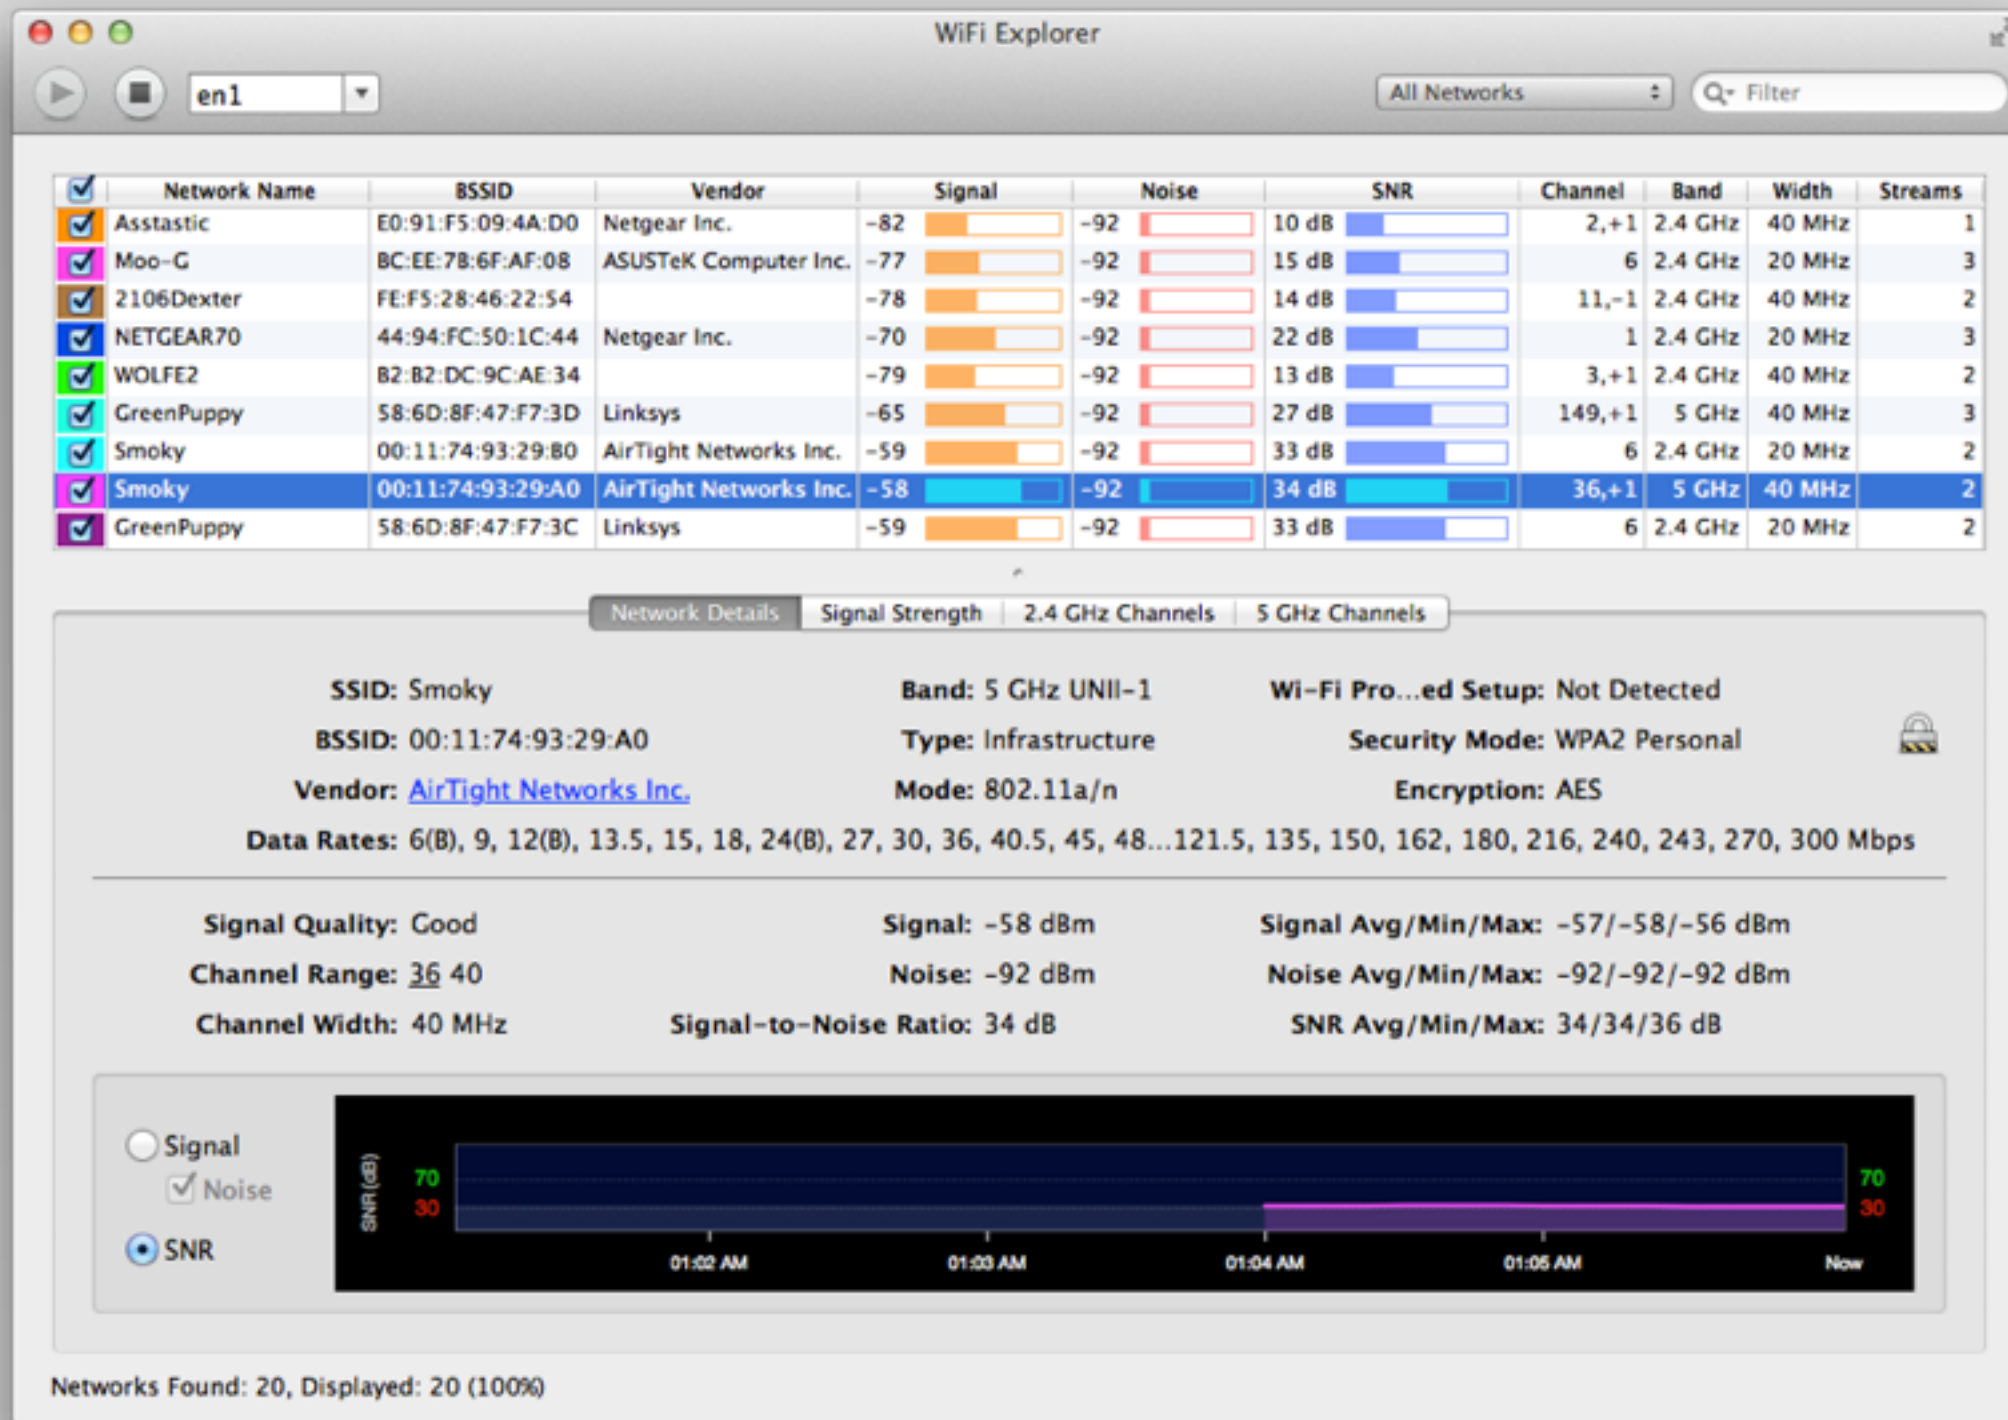 WiFi Explorer
en1 All Networks Filter
Network Name BSSID Vendor Signal Noise SNR Channel Band Width Streams
Asstastic E0:91:F5:09:4A:D0 Netgear Inc. -82 -92 10 dB 2,+1 2.4 GHz 40 MHz 1
Moo-G BC:EE:7B:6F:AF:08 ASUSTeK Computer Inc. -77 -92 15 dB 6 2.4 GHz 20 MHz 3
2106Dexter FE:F5:28:46:22:54 -78 -92 14 dB 11,-1 2.4 GHz 40 MHz 2
NETGEAR70 44:94:FC:50:1C:44 Netgear Inc. -70 -92 22 dB 1 2.4 GHz 20 MHz 3
WOLFE2 B2:B2:DC:9C:AE:34 -79 -92 13 dB 3,+1 2.4 GHz 40 MHz 2
GreenPuppy 58:6D:8F:47:F7:3D Linksys -65 -92 27 dB 149,+1 5 GHz 40 MHz 3
Smoky 00:11:74:93:29:B0 AirTight Networks Inc. -59 -92 33 dB 6 2.4 GHz 20 MHz 2
Smoky 00:11:74:93:29:A0 AirTight Networks Inc. -58 -92 34 dB 36,+1 5 GHz 40 MHz 2
GreenPuppy 58:6D:8F:47:F7:3C Linksys -59 -92 33 dB 6 2.4 GHz 20 MHz 2
Network Details Signal Strength 2.4 GHz Channels 5 GHz Channels
SSID: Smoky Band: 5 GHz UNII-1 Wi-Fi Pro...ed Setup: Not Detected
BSSID: 00:11:74:93:29:A0 Type: Infrastructure Security Mode: WPA2 Personal
Vendor: AirTight Networks Inc. Mode: 802.11a/n Encryption: AES
Data Rates: 6(B), 9, 12(B), 13.5, 15, 18, 24(B), 27, 30, 36, 40.5, 45, 48...121.5, 135, 150, 162, 180, 216, 240, 243, 270, 300 Mbps
Signal Quality: Good Signal: -58 dBm Signal Avg/Min/Max: -57/-58/-56 dBm
Channel Range: 36 40 Noise: -92 dBm Noise Avg/Min/Max: -92/-92/-92 dBm
Channel Width: 40 MHz Signal-to-Noise Ratio: 34 dB SNR Avg/Min/Max: 34/34/36 dB
Signal
Noise
SNR
SNR (dB)
70 70
30 30
01:02 AM 01:03 AM 01:04 AM 01:05 AM Now
Networks Found: 20, Displayed: 20 (100%)